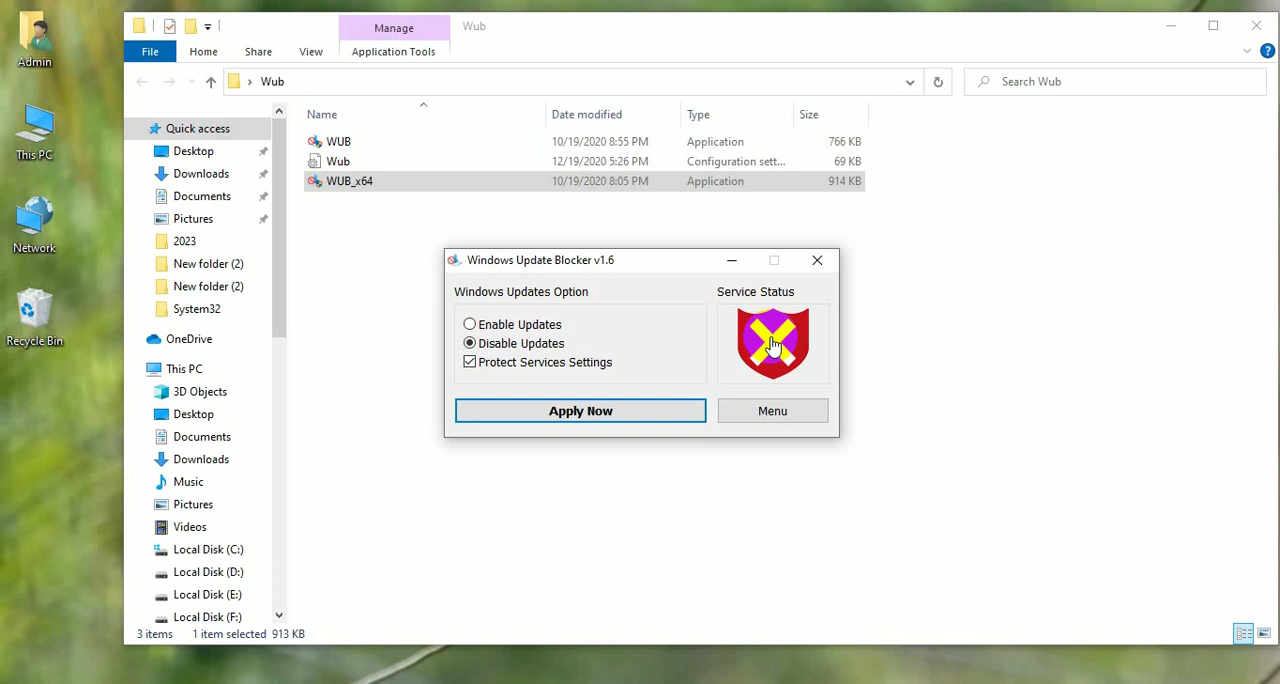 Admin
This PC
Network
Recycle Bin
Manage
Wub
File
Home
Share
View
Application Tools
Wub
Search Wub
Name
Date modified
Type
Size
WUB
10/19/2020 8:55 PM
Application
766 KB
Wub
12/19/2020 5:26 PM
Configuration sett...
69 KB
WUB_x64
10/19/2020 8:05 PM
Application
914 KB
Quick access
Desktop
Downloads
Documents
Pictures
2023
New folder (2)
New folder (2)
System32
OneDrive
This PC
3D Objects
Desktop
Documents
Downloads
Music
Pictures
Videos
Local Disk (C:)
Local Disk (D:)
Local Disk (E:)
Local Disk (F:)
Windows Update Blocker v1.6
Windows Updates Option
Service Status
Enable Updates
Disable Updates
Protect Services Settings
Apply Now
Menu
3 items
1 item selected
913 KB